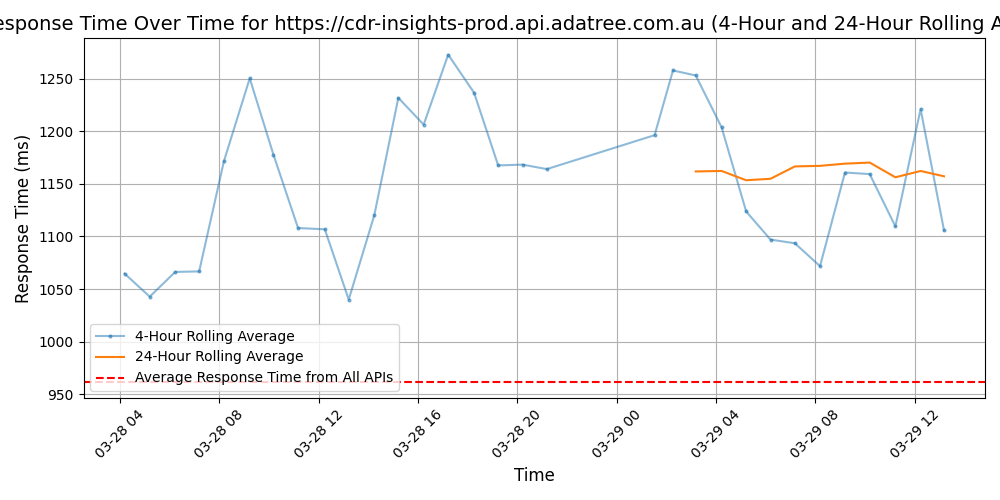 esponse Time Over Time for https://cdr-insights-prod.api.adatree.com.au (4-Hour and 24-Hour Rolling A
Response Time (ms)
1250
1200
1150
1100
1050
1000
950
4-Hour Rolling Average
24-Hour Rolling Average
Average Response Time from All APIs
03-28 04
03-28 08
03-28 12
03-28 16
03-28 20
03-29 00
03-29 04
03-29 08
03-29 12
Time